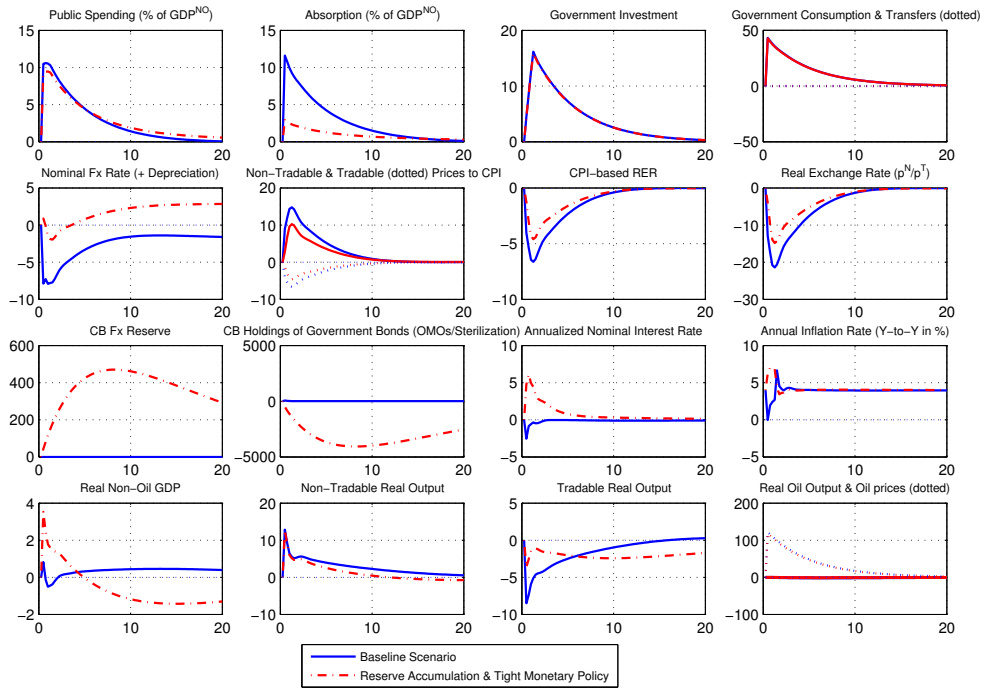 Public Spending (% of GDP^NO)
Absorption (% of GDP^NO)
Government Investment
Government Consumption & Transfers (dotted)
15
10
5
0
0 10 20
15
10
5
0
0 10 20
20
10
0
0 10 20
50
0
−50
0 10 20
Nominal Fx Rate (+ Depreciation)
Non−Tradable & Tradable (dotted) Prices to CPI
CPI−based RER
Real Exchange Rate (p^N/p^T)
5
0
−5
−10
0 10 20
20
10
0
−10
0 10 20
0
−5
−10
0 10 20
0
−10
−20
−30
0 10 20
CB Fx Reserve
CB Holdings of Government Bonds (OMOs/Sterilization)
Annualized Nominal Interest Rate
Annual Inflation Rate (Y−to−Y in %)
600
400
200
0
0 10 20
5000
0
−5000
0 10 20
10
5
0
−5
0 10 20
10
5
0
−5
0 10 20
Real Non−Oil GDP
Non−Tradable Real Output
Tradable Real Output
Real Oil Output & Oil prices (dotted)
4
2
0
−2
0 10 20
20
10
0
−10
0 10 20
5
0
−5
−10
0 10 20
200
100
0
−100
0 10 20
Baseline Scenario
Reserve Accumulation & Tight Monetary Policy